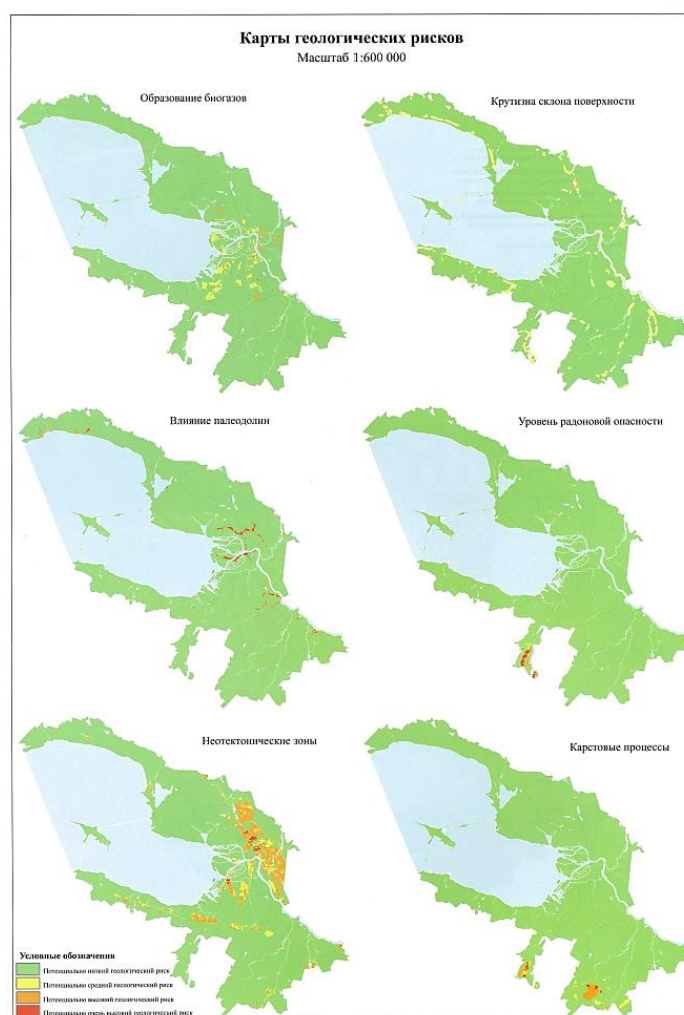 Карты геологических рисков
Масштаб 1:600 000
Образование биогазов
Крутизна склона поверхности
Влияние палеодолин
Уровень радоновой опасности
Неотектонические зоны
Карстовые процессы
Условные обозначения
Потенциально низкий геологический риск
Потенциально средний геологический риск
Потенциально высокий геологический риск
Потенциально очень высокий геологический риск